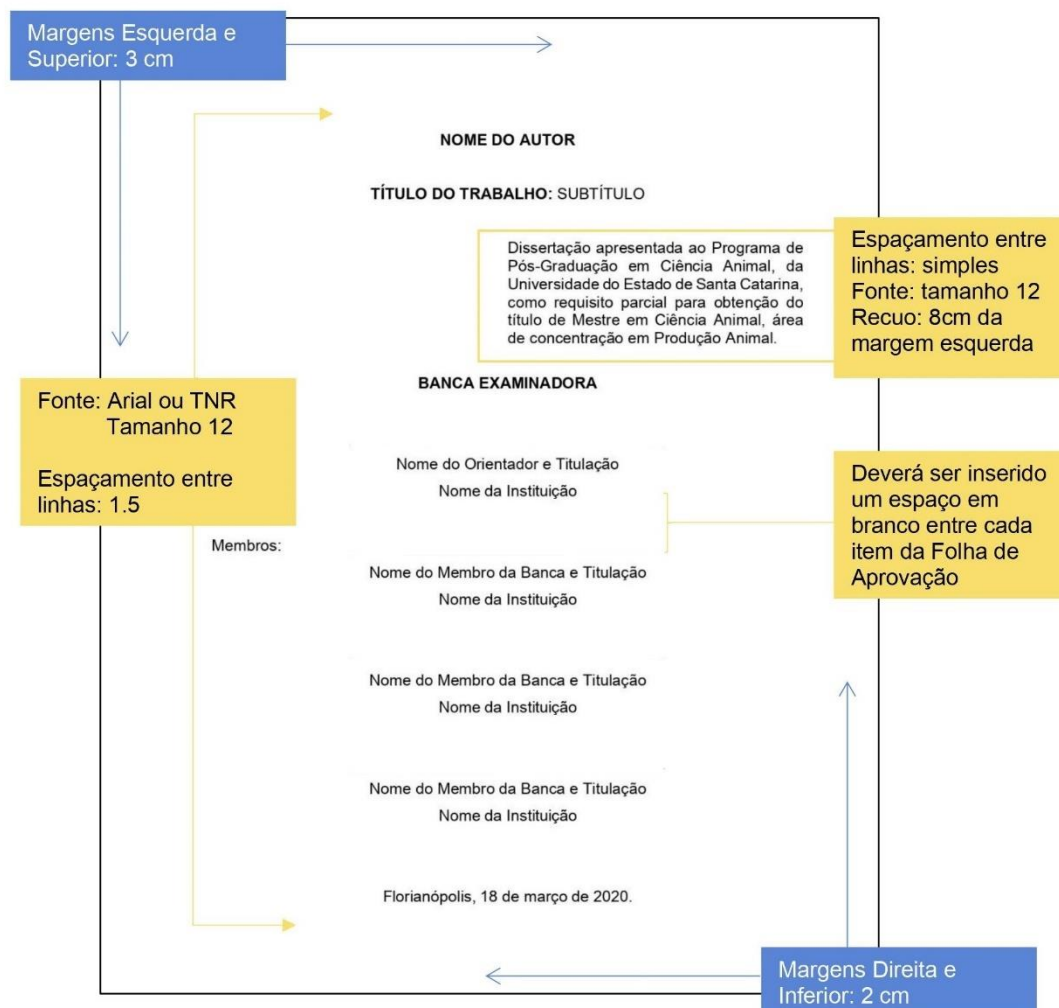 Margens Esquerda e
Superior: 3 cm
NOME DO AUTOR
TÍTULO DO TRABALHO: SUBTÍTULO
Dissertação apresentada ao Programa de
Pós-Graduação em Ciência Animal, da
Universidade do Estado de Santa Catarina,
como requisito parcial para obtenção do
título de Mestre em Ciência Animal, área
de concentração em Produção Animal.
Espaçamento entre
linhas: simples
Fonte: tamanho 12
Recuo: 8cm da
margem esquerda
BANCA EXAMINADORA
Fonte: Arial ou TNR
Tamanho 12
Espaçamento entre
linhas: 1.5
Nome do Orientador e Titulação
Nome da Instituição
Deverá ser inserido
um espaço em
branco entre cada
item da Folha de
Aprovação
Membros:
Nome do Membro da Banca e Titulação
Nome da Instituição
Nome do Membro da Banca e Titulação
Nome da Instituição
Nome do Membro da Banca e Titulação
Nome da Instituição
Florianópolis, 18 de março de 2020.
Margens Direita e
Inferior: 2 cm